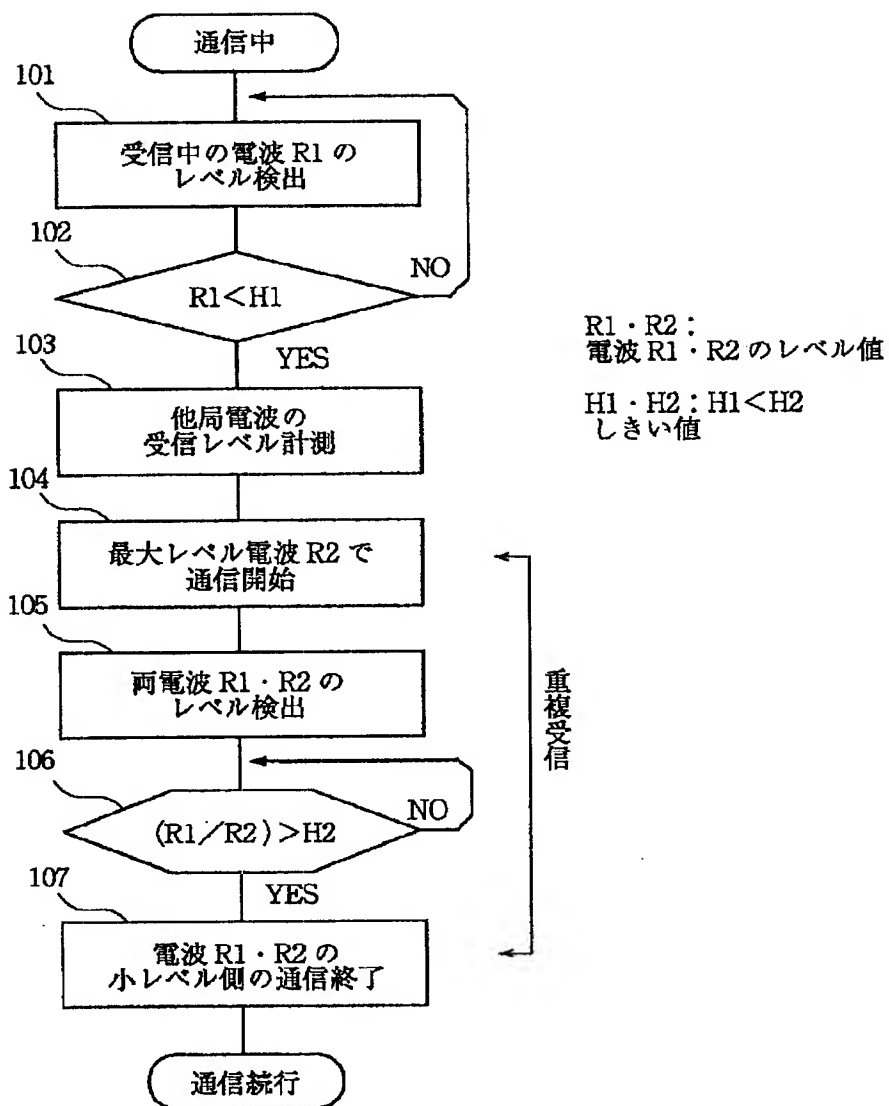 通信中
101
受信中の電波 R1 の
レベル検出
102
NO
R1<H1
YES
103
他局電波の
受信レベル計測
104
最大レベル電波 R2 で
通信開始
105
両電波 R1・R2 の
レベル検出
106
NO
(R1/R2)>H2
YES
107
電波 R1・R2 の
小レベル側の通信終了
通信続行
重複受信
R1・R2:
電波 R1・R2 のレベル値
H1・H2:H1<H2
しきい値